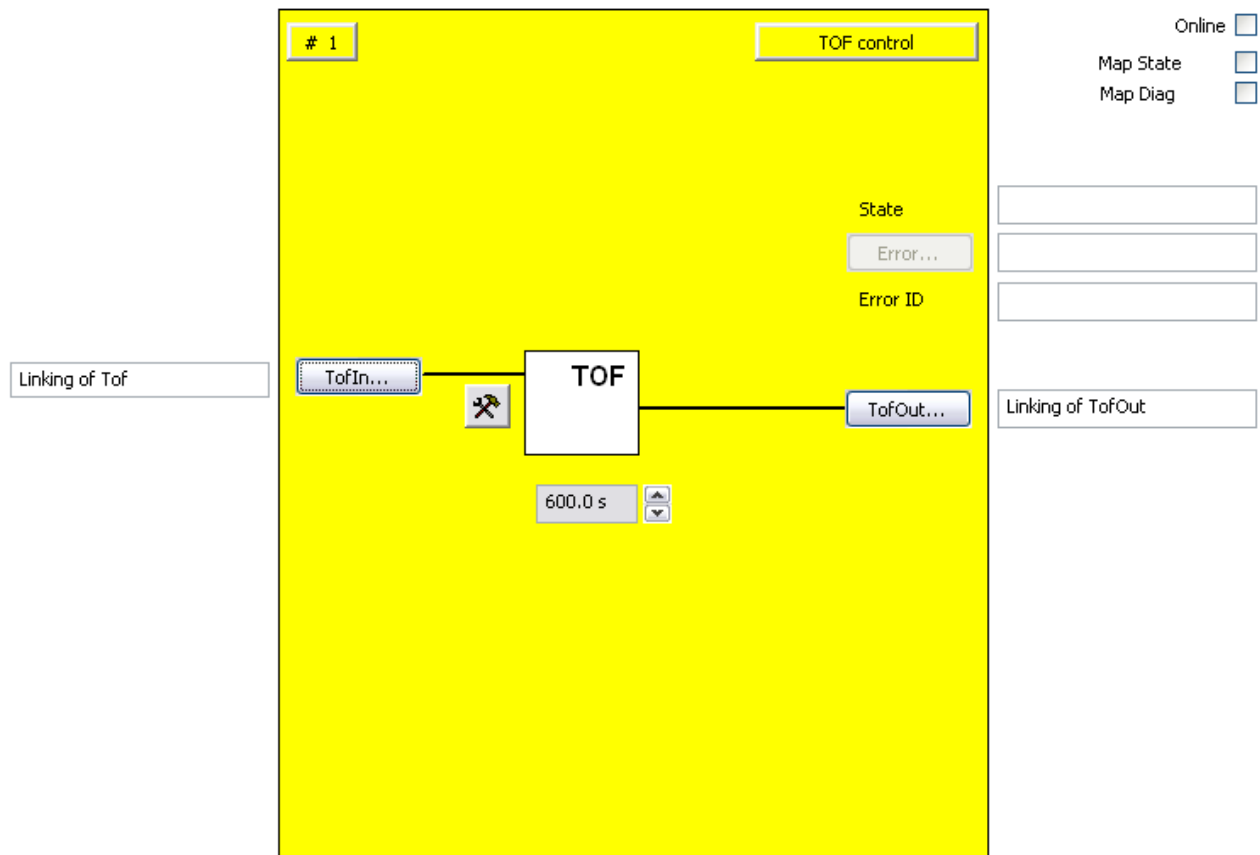 # 1
TOF control
Online
Map State
Map Diag
State
Error...
Error ID
Linking of Tof
TofIn...
TOF
TofOut...
Linking of TofOut
600.0 s